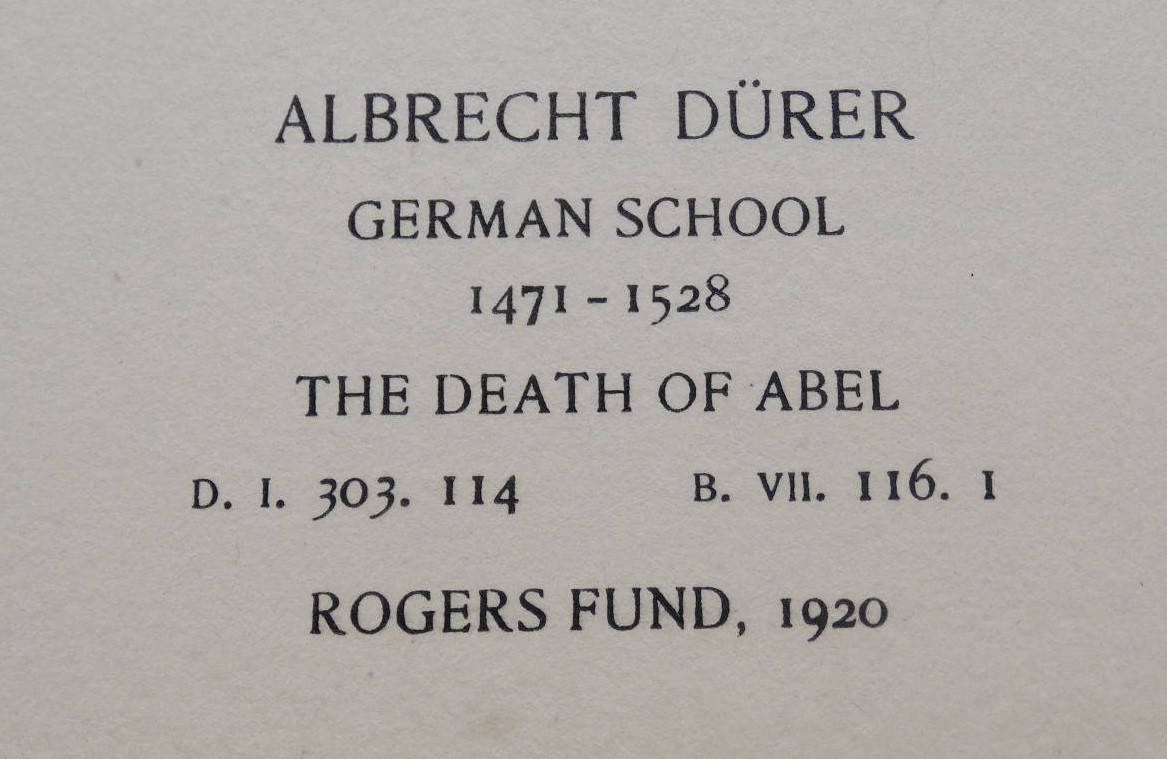 ALBRECHT DÜRER
GERMAN SCHOOL
1471 - 1528
THE DEATH OF ABEL
D. I. 303. 114 B. VII. 116. 1
ROGERS FUND, 1920